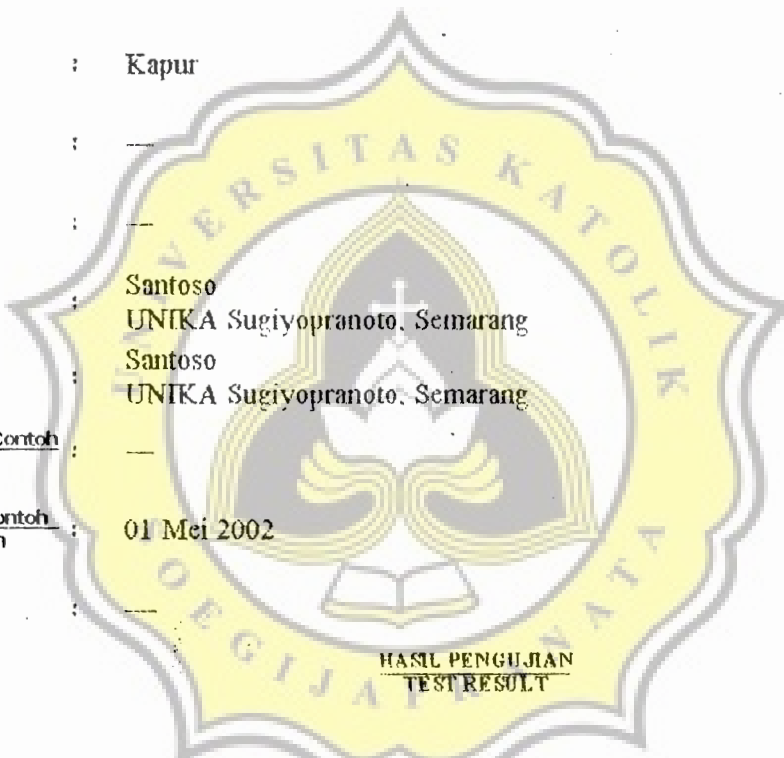 : Kapur
: —
: —
: Santoso
UNIKA Sugiyopranoto, Semarang
: Santoso
UNIKA Sugiyopranoto, Semarang
Contoh : —
ontoh : 01 Mei 2002
n
: —
HASIL PENGUJIAN
TEST RESULT
UNIVERSITAS KATOLIK
SOEGIJAPRANATA